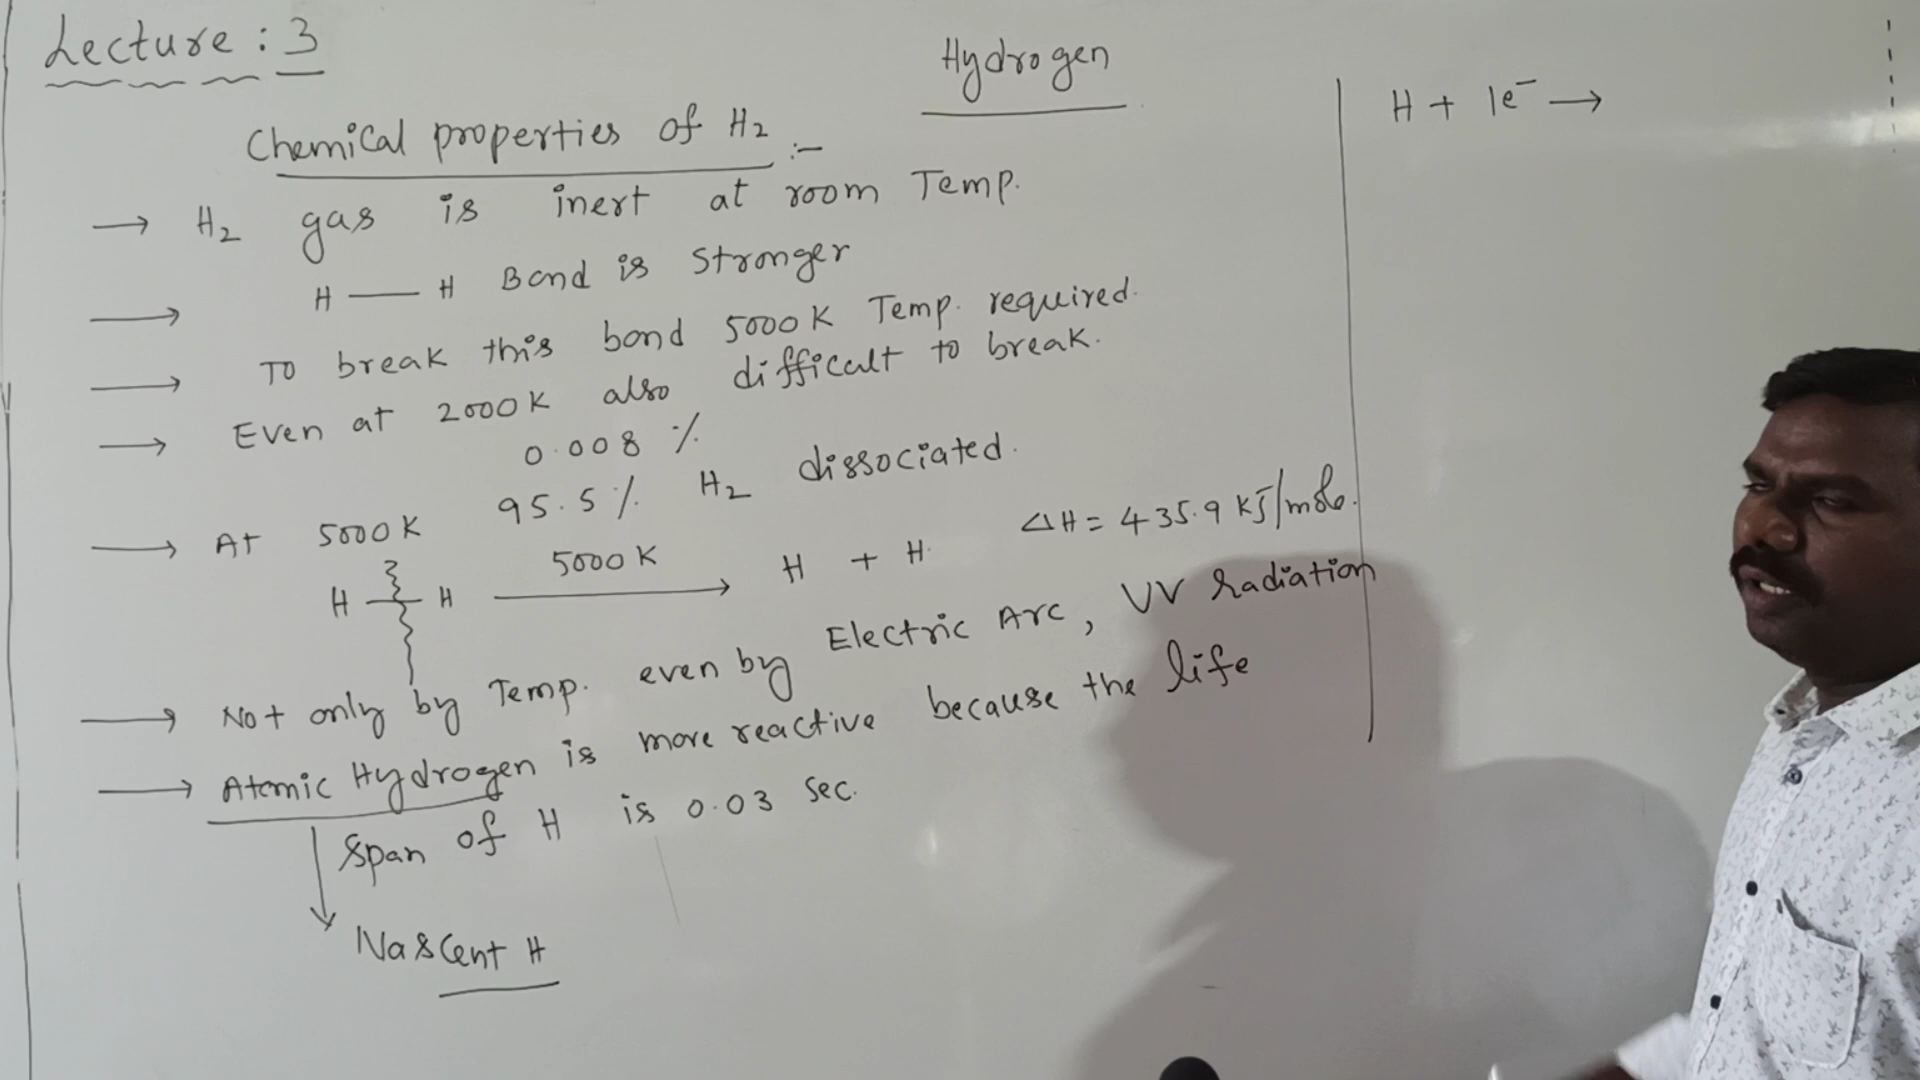 Lecture : 3
Hydrogen
Chemical properties of H₂ :-
→ H₂ gas is inert at room Temp.
→ H — H Bond is Stronger
→ To break this bond 5000 K Temp. required.
→ Even at 2000 K also difficult to break.
0.008 %
→ At 5000 K 95.5 % H₂ dissociated.
H — H 5000 K → H + H ΔH = 435.9 KJ/mole.
→ Not only by Temp. even by Electric Arc, UV radiation
→ Atomic Hydrogen is more reactive because the life
span of H is 0.03 Sec.
↓
Nascent H
H + 1e⁻ →